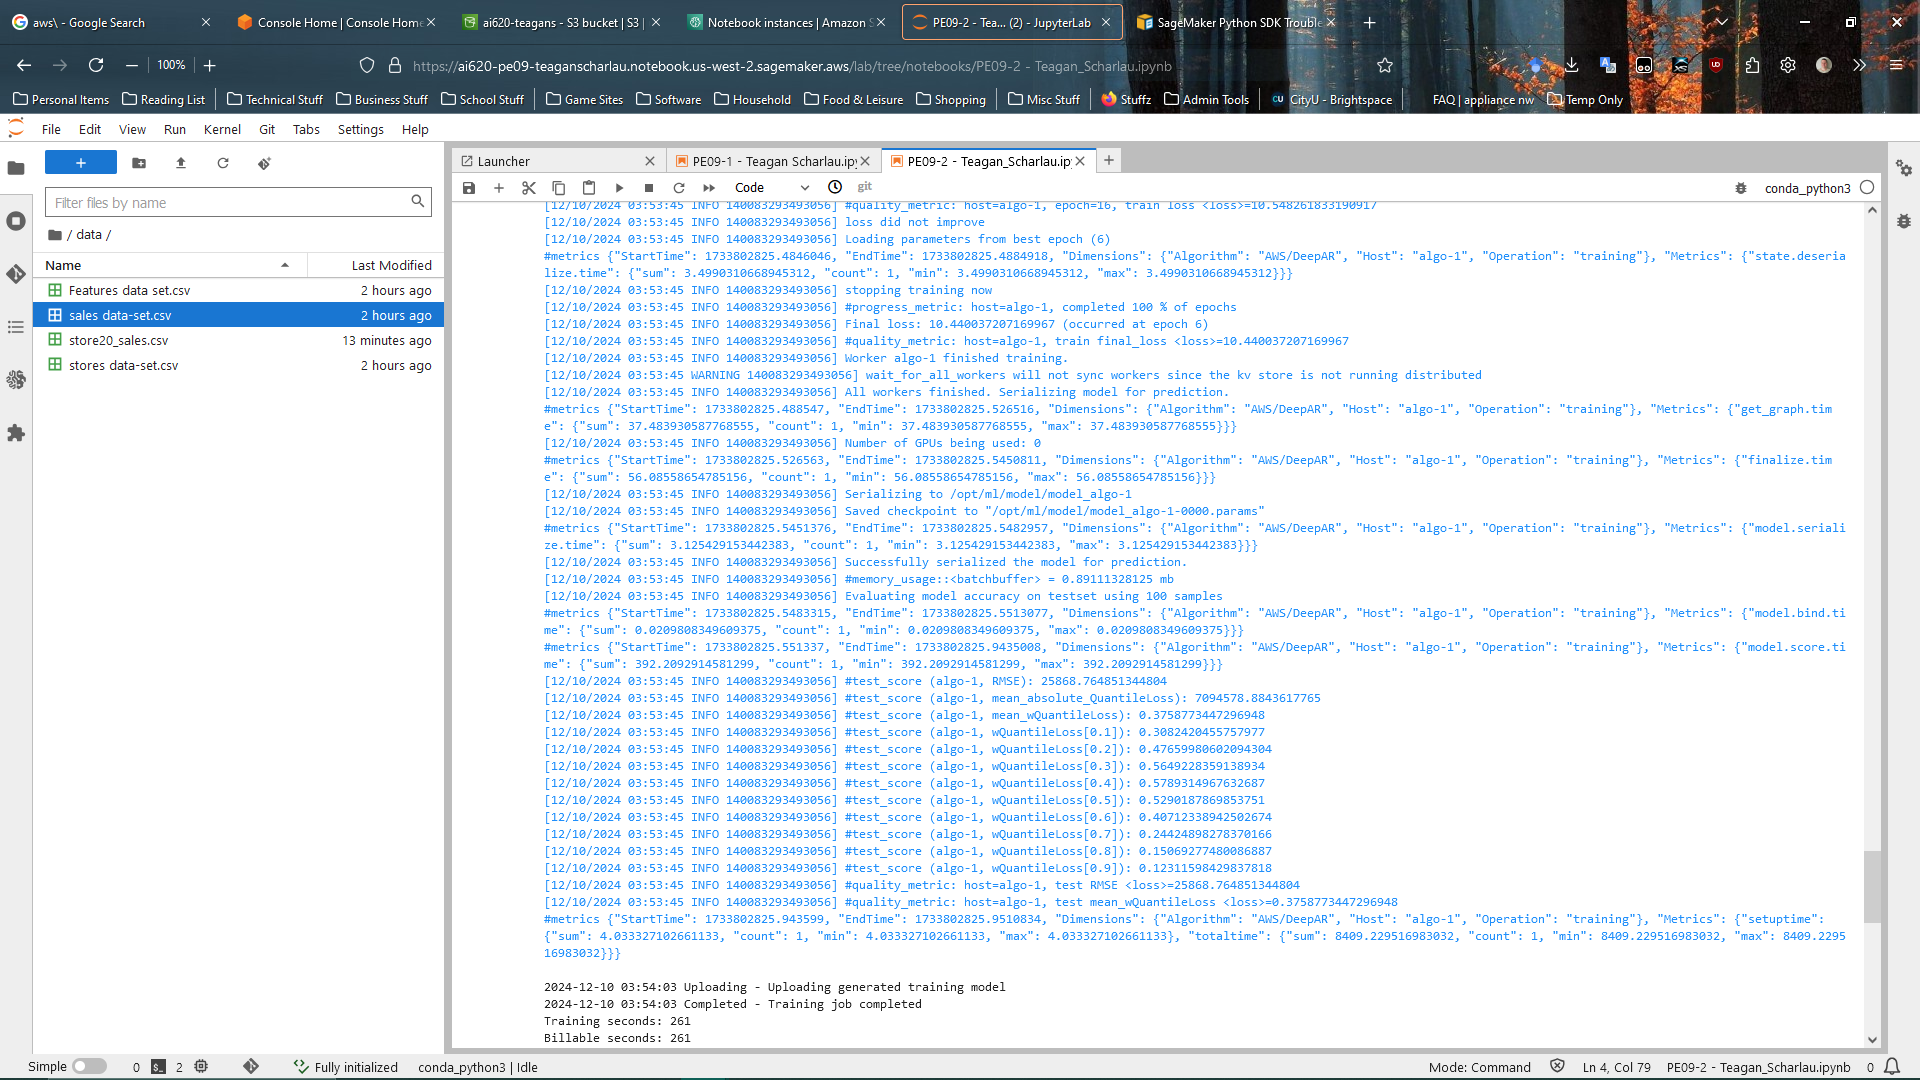 aws\ - Google Search
Console Home | Console Home
ai620-teagans - S3 bucket | S3 |
Notebook instances | Amazon S
PE09-2 - Tea... (2) - JupyterLab
SageMaker Python SDK Trouble
100%
https://ai620-pe09-teaganscharlau.notebook.us-west-2.sagemaker.aws/lab/tree/notebooks/PE09-2 - Teagan_Scharlau.ipynb
Personal Items Reading List Technical Stuff Business Stuff School Stuff Game Sites Software Household Food & Leisure Shopping Misc Stuff Stuffz Admin Tools CityU - Brightspace FAQ | appliance nw Temp Only
File Edit View Run Kernel Git Tabs Settings Help
Launcher
PE09-1 - Teagan Scharlau.ipy
PE09-2 - Teagan_Scharlau.ip
Code
git
conda_python3
Filter files by name
/ data /
Name Last Modified
Features data set.csv 2 hours ago
sales data-set.csv 2 hours ago
store20_sales.csv 13 minutes ago
stores data-set.csv 2 hours ago
[12/10/2024 03:53:45 INFO 140083293493056] #quality_metric: host=algo-1, epoch=16, train loss <loss>=10.548261833190917
[12/10/2024 03:53:45 INFO 140083293493056] loss did not improve
[12/10/2024 03:53:45 INFO 140083293493056] Loading parameters from best epoch (6)
#metrics {"StartTime": 1733802825.4846046, "EndTime": 1733802825.4884918, "Dimensions": {"Algorithm": "AWS/DeepAR", "Host": "algo-1", "Operation": "training"}, "Metrics": {"state.deseria
lize.time": {"sum": 3.4990310668945312, "count": 1, "min": 3.4990310668945312, "max": 3.4990310668945312}}}
[12/10/2024 03:53:45 INFO 140083293493056] stopping training now
[12/10/2024 03:53:45 INFO 140083293493056] #progress_metric: host=algo-1, completed 100 % of epochs
[12/10/2024 03:53:45 INFO 140083293493056] Final loss: 10.440037207169967 (occurred at epoch 6)
[12/10/2024 03:53:45 INFO 140083293493056] #quality_metric: host=algo-1, train final_loss <loss>=10.440037207169967
[12/10/2024 03:53:45 INFO 140083293493056] Worker algo-1 finished training.
[12/10/2024 03:53:45 WARNING 140083293493056] wait_for_all_workers will not sync workers since the kv store is not running distributed
[12/10/2024 03:53:45 INFO 140083293493056] All workers finished. Serializing model for prediction.
#metrics {"StartTime": 1733802825.488547, "EndTime": 1733802825.526516, "Dimensions": {"Algorithm": "AWS/DeepAR", "Host": "algo-1", "Operation": "training"}, "Metrics": {"get_graph.tim
e": {"sum": 37.483930587768555, "count": 1, "min": 37.483930587768555, "max": 37.483930587768555}}}
[12/10/2024 03:53:45 INFO 140083293493056] Number of GPUs being used: 0
#metrics {"StartTime": 1733802825.526563, "EndTime": 1733802825.5450811, "Dimensions": {"Algorithm": "AWS/DeepAR", "Host": "algo-1", "Operation": "training"}, "Metrics": {"finalize.tim
e": {"sum": 56.08558654785156, "count": 1, "min": 56.08558654785156, "max": 56.08558654785156}}}
[12/10/2024 03:53:45 INFO 140083293493056] Serializing to /opt/ml/model/model_algo-1
[12/10/2024 03:53:45 INFO 140083293493056] Saved checkpoint to "/opt/ml/model/model_algo-1-0000.params"
#metrics {"StartTime": 1733802825.5451376, "EndTime": 1733802825.5482957, "Dimensions": {"Algorithm": "AWS/DeepAR", "Host": "algo-1", "Operation": "training"}, "Metrics": {"model.seriali
ze.time": {"sum": 3.125429153442383, "count": 1, "min": 3.125429153442383, "max": 3.125429153442383}}}
[12/10/2024 03:53:45 INFO 140083293493056] Successfully serialized the model for prediction.
[12/10/2024 03:53:45 INFO 140083293493056] #memory_usage::<batchbuffer> = 0.89111328125 mb
[12/10/2024 03:53:45 INFO 140083293493056] Evaluating model accuracy on testset using 100 samples
#metrics {"StartTime": 1733802825.5483315, "EndTime": 1733802825.5513077, "Dimensions": {"Algorithm": "AWS/DeepAR", "Host": "algo-1", "Operation": "training"}, "Metrics": {"model.bind.ti
me": {"sum": 0.0209808349609375, "count": 1, "min": 0.0209808349609375, "max": 0.0209808349609375}}}
#metrics {"StartTime": 1733802825.551337, "EndTime": 1733802825.9435008, "Dimensions": {"Algorithm": "AWS/DeepAR", "Host": "algo-1", "Operation": "training"}, "Metrics": {"model.score.ti
me": {"sum": 392.2092914581299, "count": 1, "min": 392.2092914581299, "max": 392.2092914581299}}}
[12/10/2024 03:53:45 INFO 140083293493056] #test_score (algo-1, RMSE): 25868.764851344804
[12/10/2024 03:53:45 INFO 140083293493056] #test_score (algo-1, mean_absolute_QuantileLoss): 7094578.8843617765
[12/10/2024 03:53:45 INFO 140083293493056] #test_score (algo-1, mean_wQuantileLoss): 0.3758773447296948
[12/10/2024 03:53:45 INFO 140083293493056] #test_score (algo-1, wQuantileLoss[0.1]): 0.3082420455757977
[12/10/2024 03:53:45 INFO 140083293493056] #test_score (algo-1, wQuantileLoss[0.2]): 0.47659980602094304
[12/10/2024 03:53:45 INFO 140083293493056] #test_score (algo-1, wQuantileLoss[0.3]): 0.5649228359138934
[12/10/2024 03:53:45 INFO 140083293493056] #test_score (algo-1, wQuantileLoss[0.4]): 0.5789314967632687
[12/10/2024 03:53:45 INFO 140083293493056] #test_score (algo-1, wQuantileLoss[0.5]): 0.5290187869853751
[12/10/2024 03:53:45 INFO 140083293493056] #test_score (algo-1, wQuantileLoss[0.6]): 0.40712338942502674
[12/10/2024 03:53:45 INFO 140083293493056] #test_score (algo-1, wQuantileLoss[0.7]): 0.24424898278370166
[12/10/2024 03:53:45 INFO 140083293493056] #test_score (algo-1, wQuantileLoss[0.8]): 0.15069277480086887
[12/10/2024 03:53:45 INFO 140083293493056] #test_score (algo-1, wQuantileLoss[0.9]): 0.12311598429837818
[12/10/2024 03:53:45 INFO 140083293493056] #quality_metric: host=algo-1, test RMSE <loss>=25868.764851344804
[12/10/2024 03:53:45 INFO 140083293493056] #quality_metric: host=algo-1, test mean_wQuantileLoss <loss>=0.3758773447296948
#metrics {"StartTime": 1733802825.943599, "EndTime": 1733802825.9510834, "Dimensions": {"Algorithm": "AWS/DeepAR", "Host": "algo-1", "Operation": "training"}, "Metrics": {"setuptime":
{"sum": 4.033327102661133, "count": 1, "min": 4.033327102661133, "max": 4.033327102661133}, "totaltime": {"sum": 8409.229516983032, "count": 1, "min": 8409.229516983032, "max": 8409.2295
16983032}}}
2024-12-10 03:54:03 Uploading - Uploading generated training model
2024-12-10 03:54:03 Completed - Training job completed
Training seconds: 261
Billable seconds: 261
Simple 0 2 Fully initialized conda_python3 | Idle Mode: Command Ln 4, Col 79 PE09-2 - Teagan_Scharlau.ipynb 0